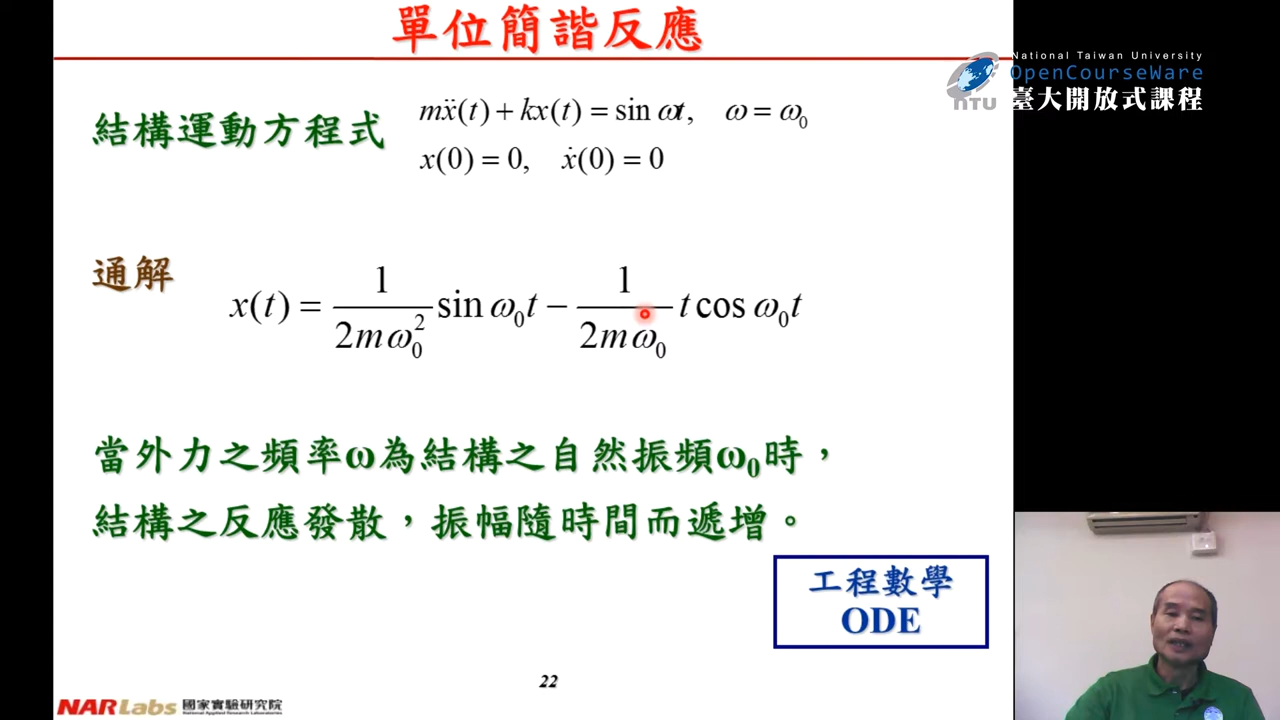 單位簡諧反應
National Taiwan University
OpenCourseWare
NTU 臺大開放式課程
結構運動方程式
mẍ(t) + kx(t) = sin ωt, ω = ω₀
x(0) = 0, ẋ(0) = 0
通解
x(t) = 1/(2mω₀²) sin ω₀t − 1/(2mω₀) t cos ω₀t
當外力之頻率ω為結構之自然振頻ω₀時，
結構之反應發散，振幅隨時間而遞增。
工程數學
ODE
22
NARLabs 國家實驗研究院
National Applied Research Laboratories